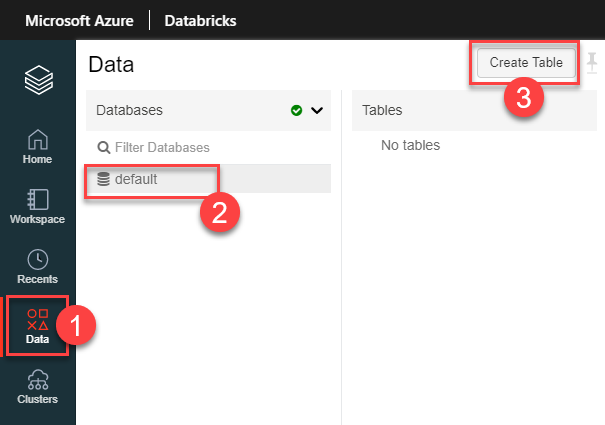 Microsoft Azure
Databricks
Data
Create Table
3
Databases
Tables
Filter Databases
No tables
default
2
Home
Workspace
Recents
Data
1
Clusters